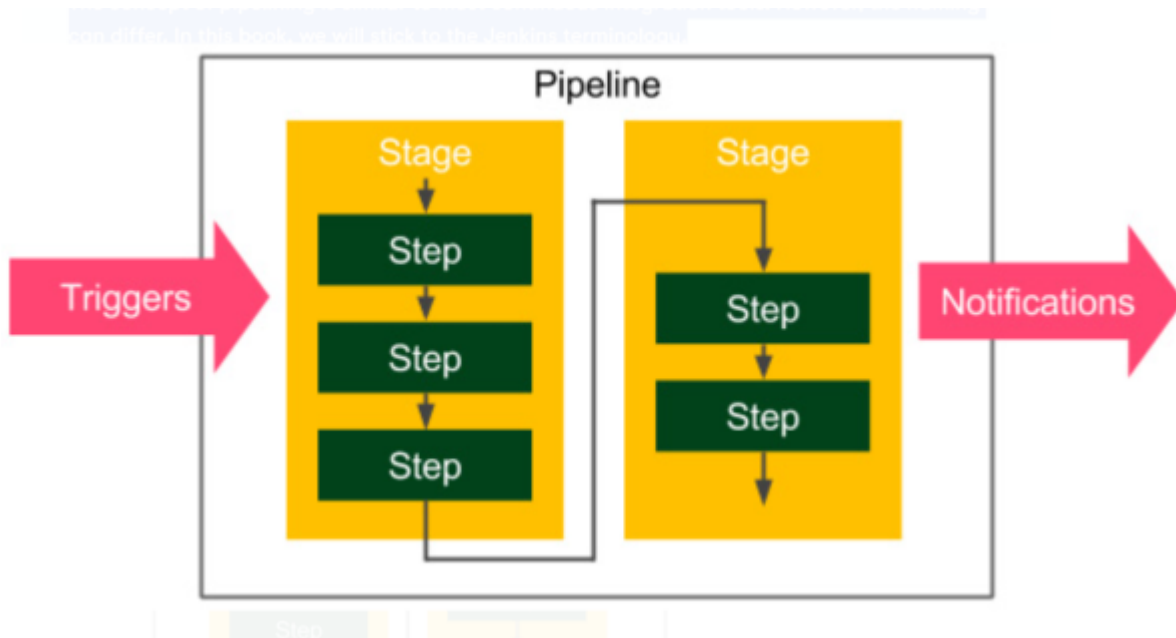 can differ. In this book, we will stick to the Jenkins terminology.
Pipeline
Stage
Step
Step
Step
Stage
Step
Step
Triggers
Notifications
Step